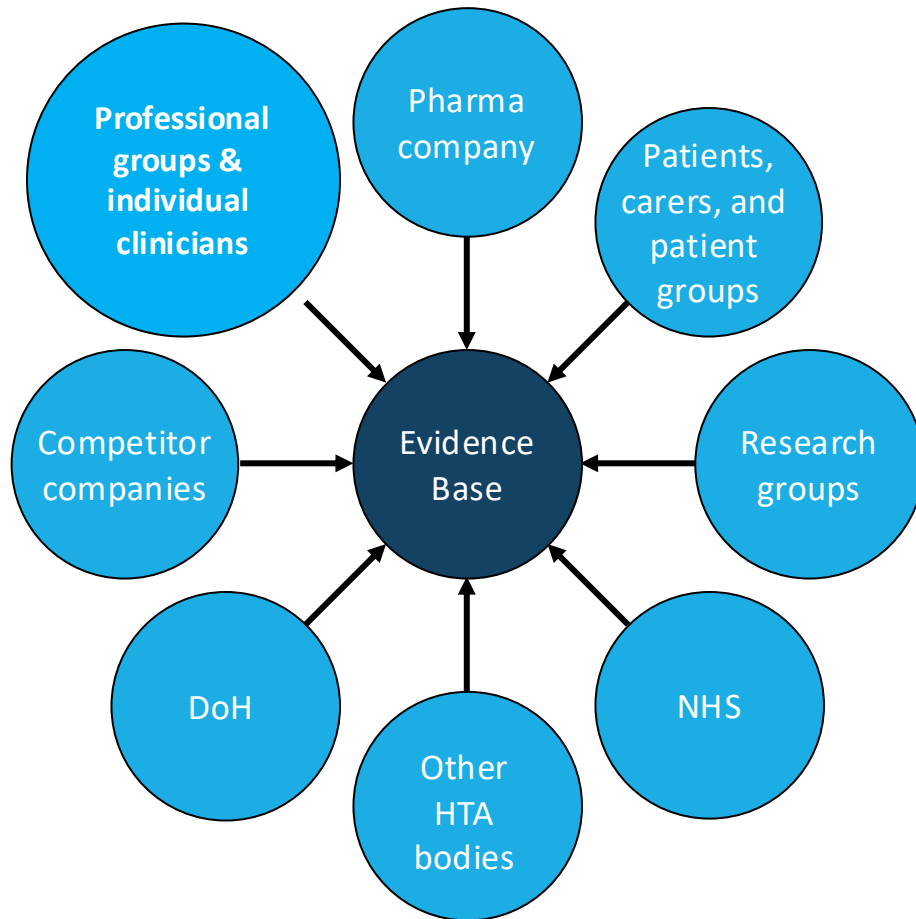 Professional
groups &
individual
clinicians
Pharma
company
Patients,
carers, and
patient
groups
Competitor
companies
Evidence
Base
Research
groups
DoH
Other
HTA
bodies
NHS